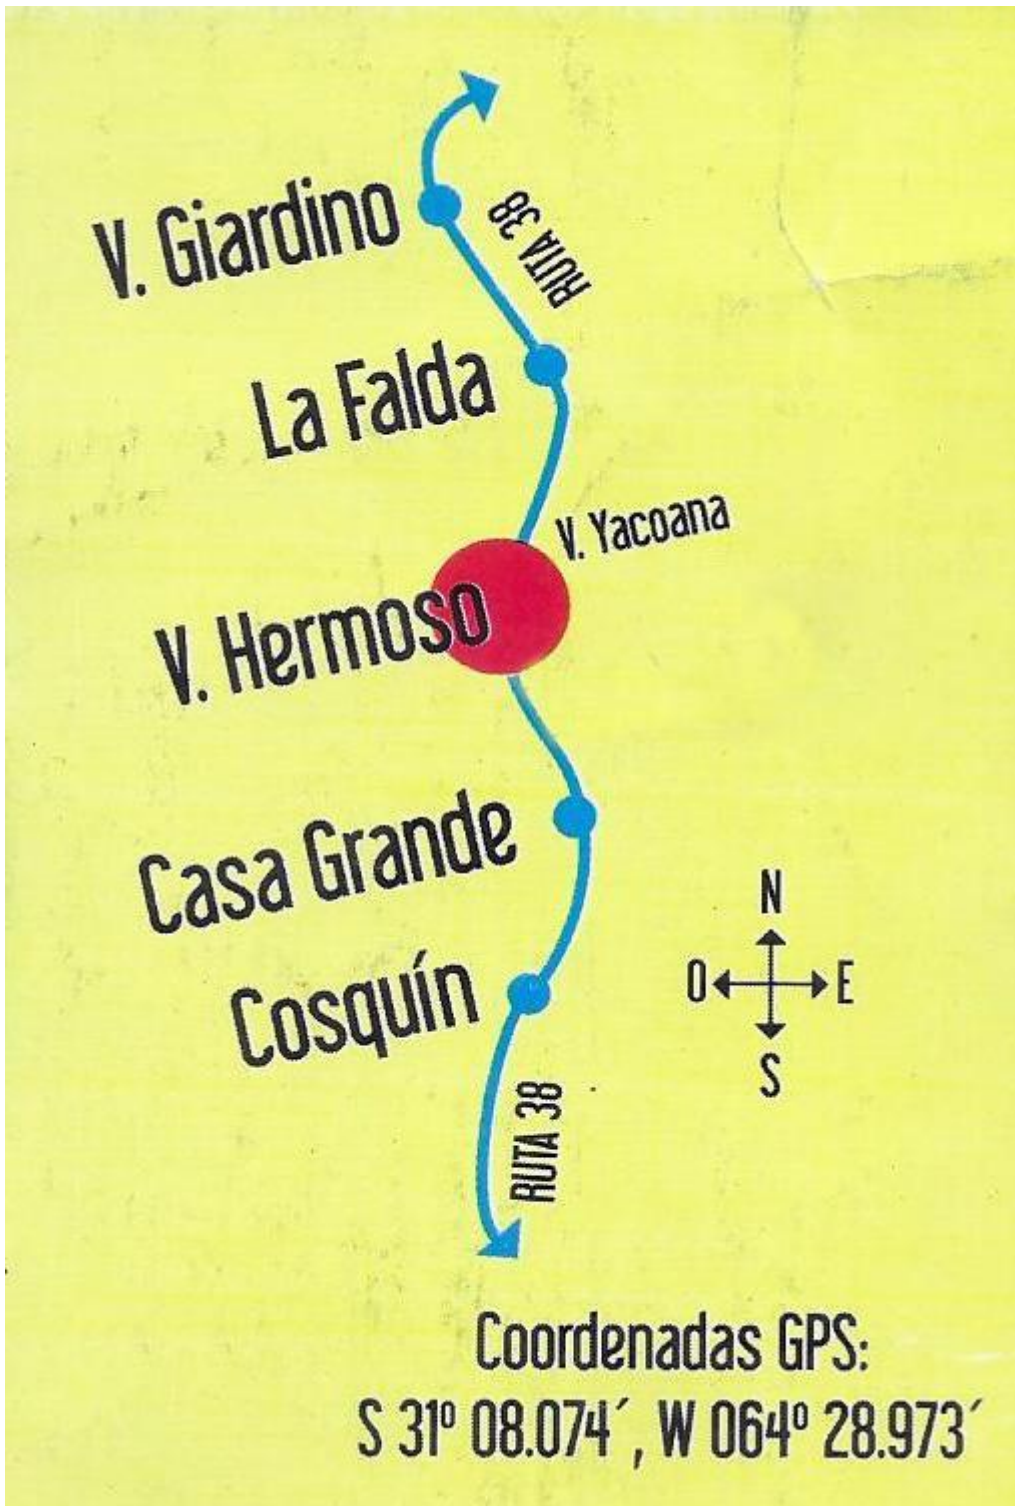 V. Giardino
RUTA 38
La Falda
V. Yacoana
V. Hermoso
Casa Grande
N
O E
S
Cosquín
RUTA 38
Coordenadas GPS:
S 31º 08.074´, W 064º 28.973´